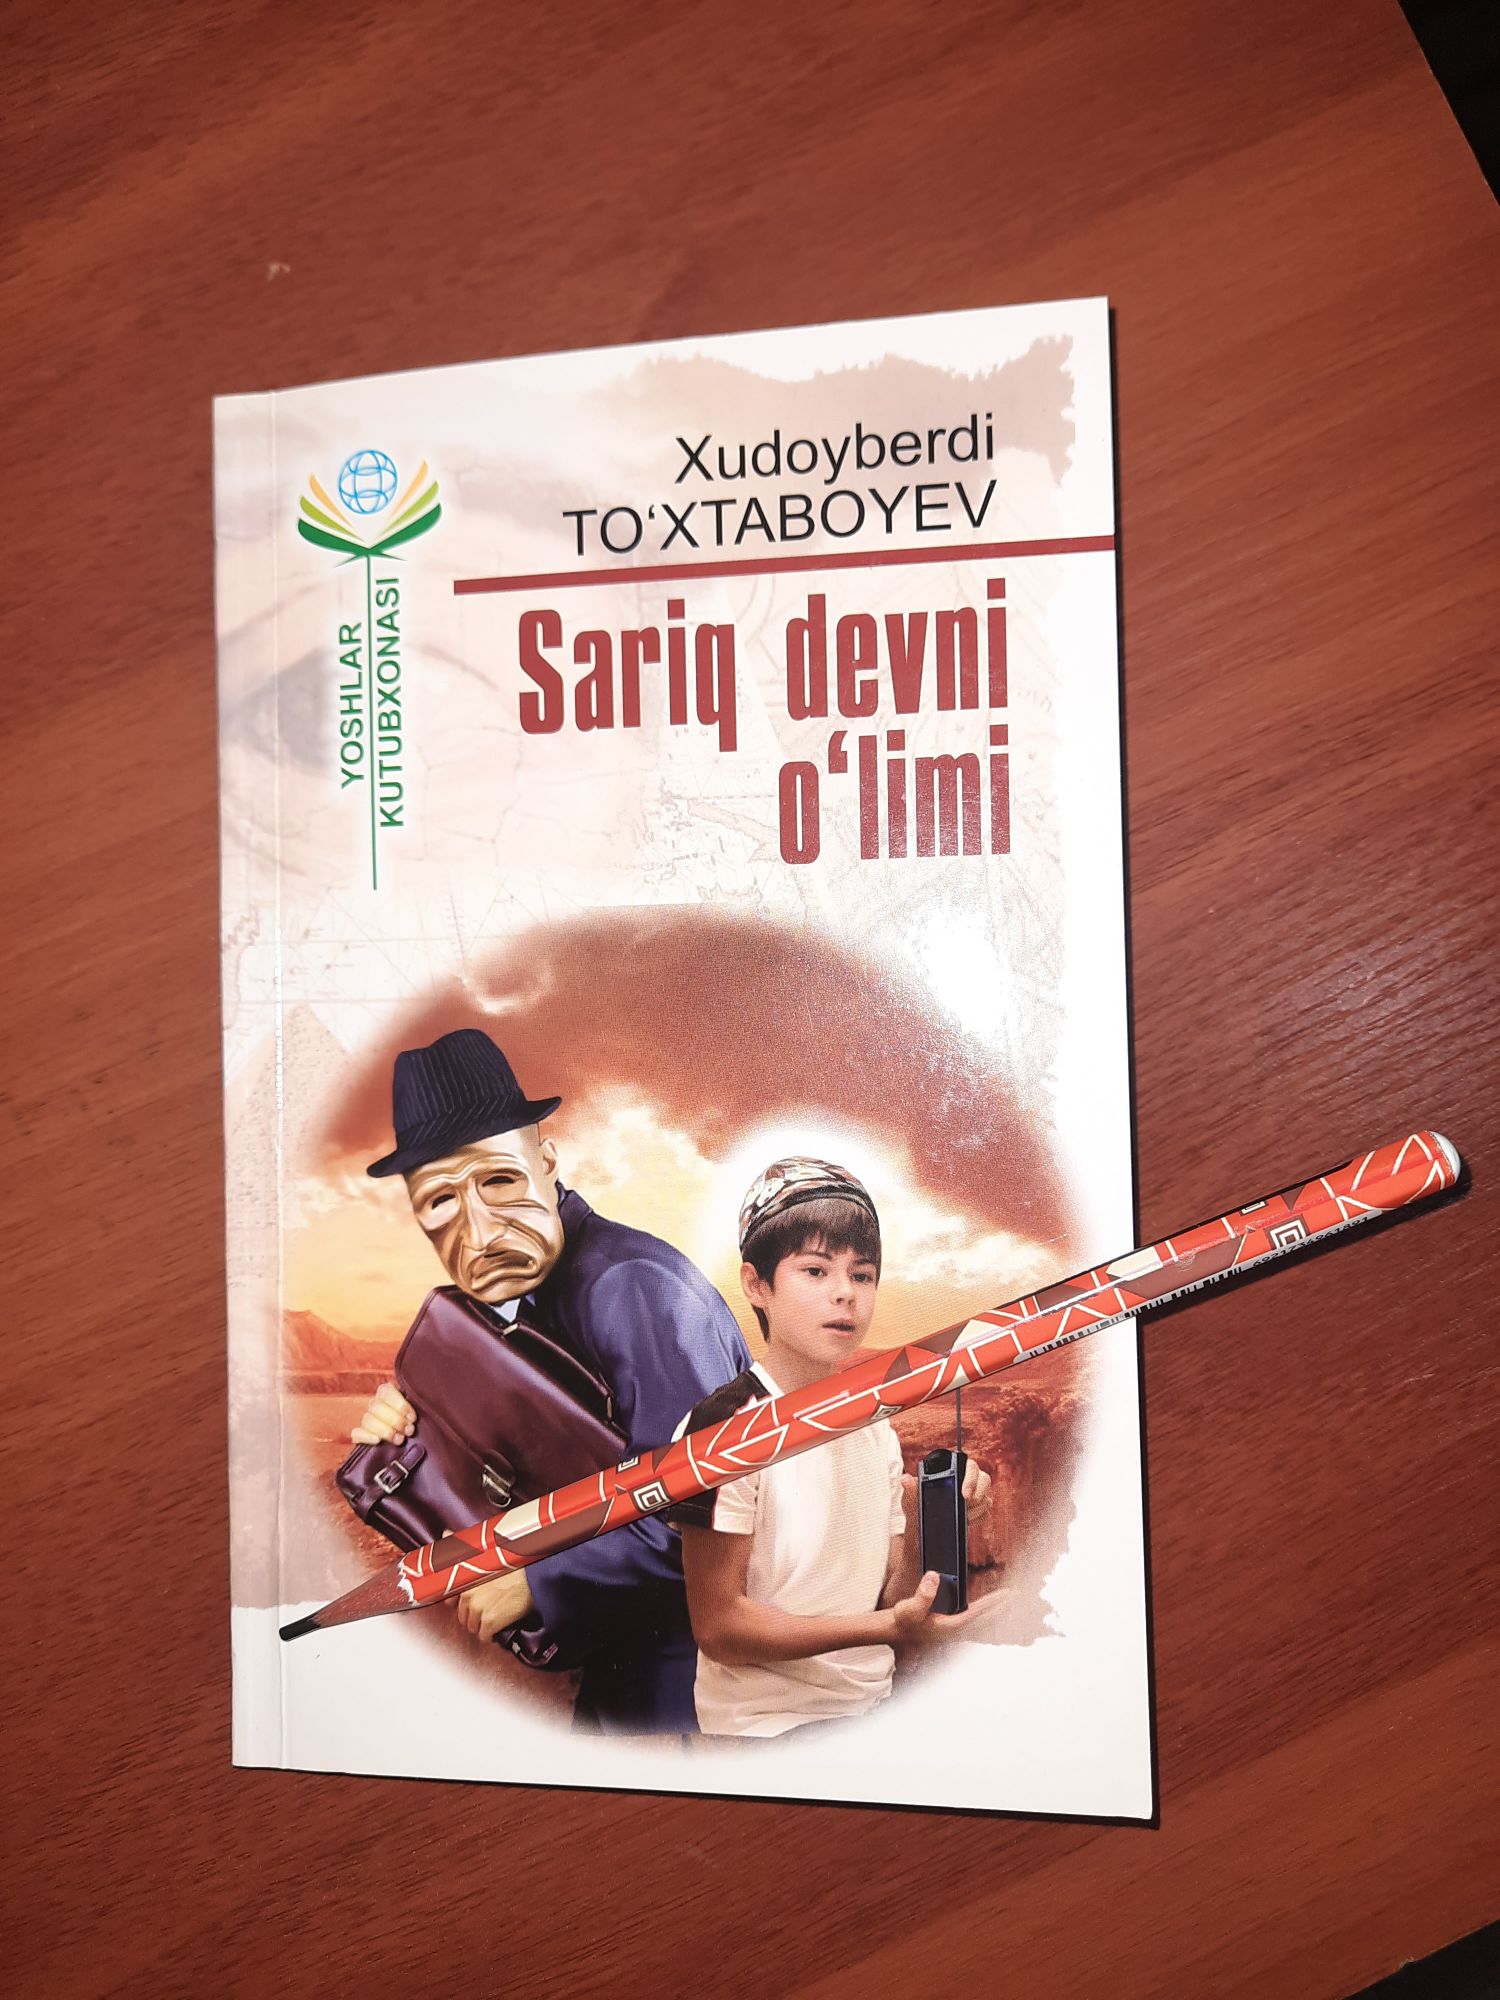 Xudoyberdi
TO‘XTABOYEV
YOSHLAR
KUTUBXONASI
Sariq devni
o‘limi